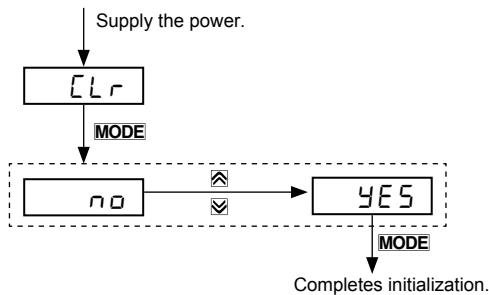 Supply the power.
CLr
MODE
no
YES
MODE
Completes initialization.